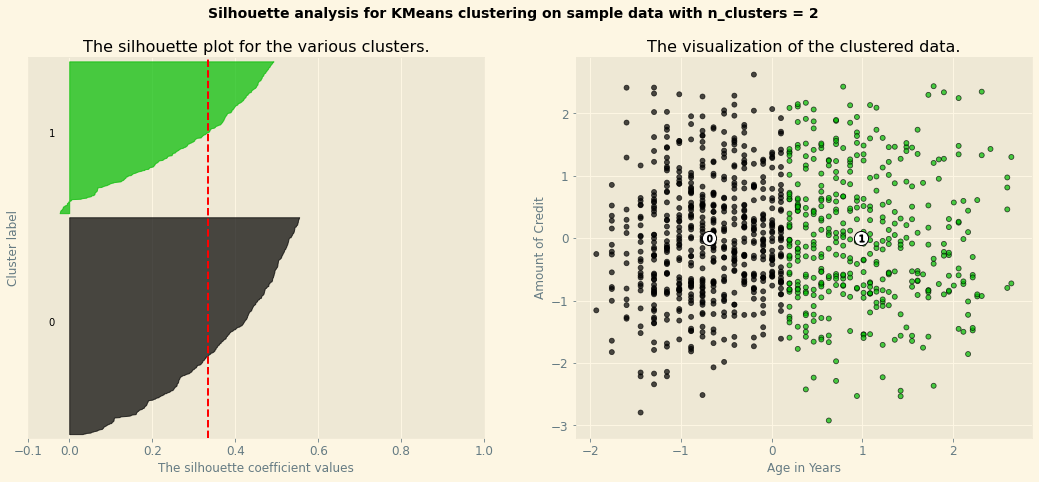 Silhouette analysis for KMeans clustering on sample data with n_clusters = 2
The silhouette plot for the various clusters.
Cluster label
1
0
−0.1 0.0 0.2 0.4 0.6 0.8 1.0
The silhouette coefficient values
The visualization of the clustered data.
Amount of Credit
2
1
0
−1
−2
−3
0 1
−2 −1 0 1 2
Age in Years